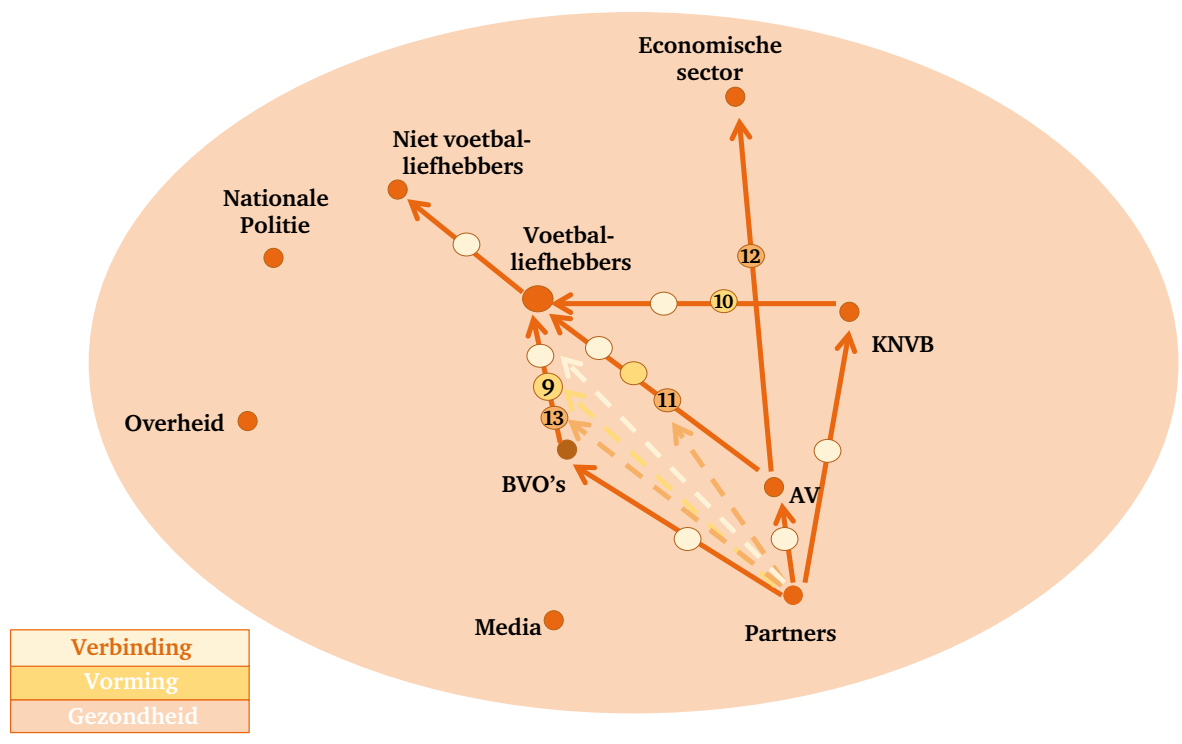 Economische
sector
Niet voetbal-
liefhebbers
Nationale
Politie
Voetbal-
liefhebbers
12
10
KNVB
9
11
13
Overheid
BVO's
AV
Media
Partners
Verbinding
Vorming
Gezondheid